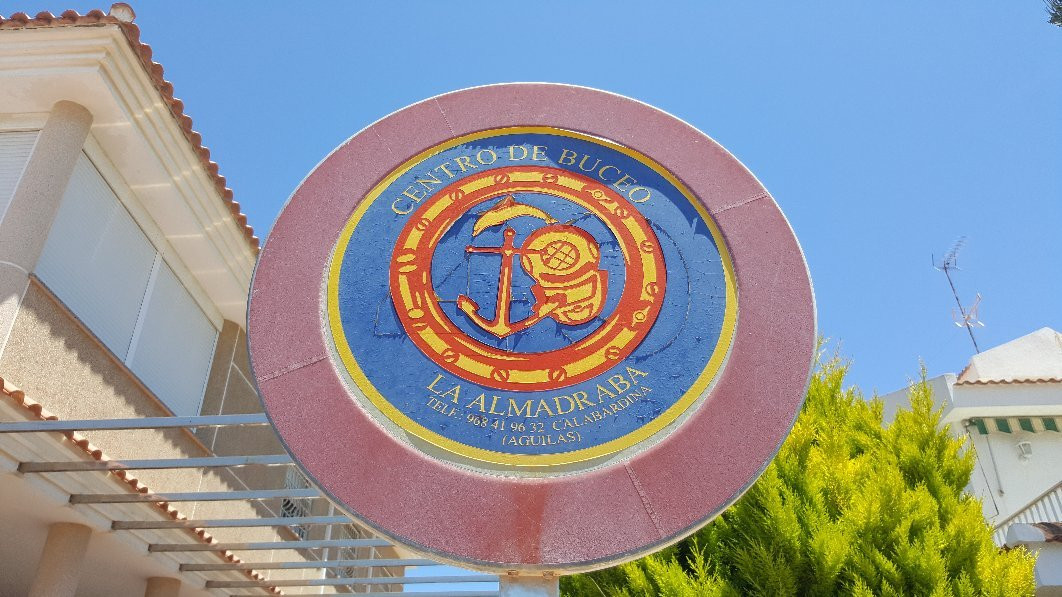 CENTRO DE BUCEO
LA ALMADRABA
TELF.: 968 41 96 32 CALABARDINA
(AGUILAS)